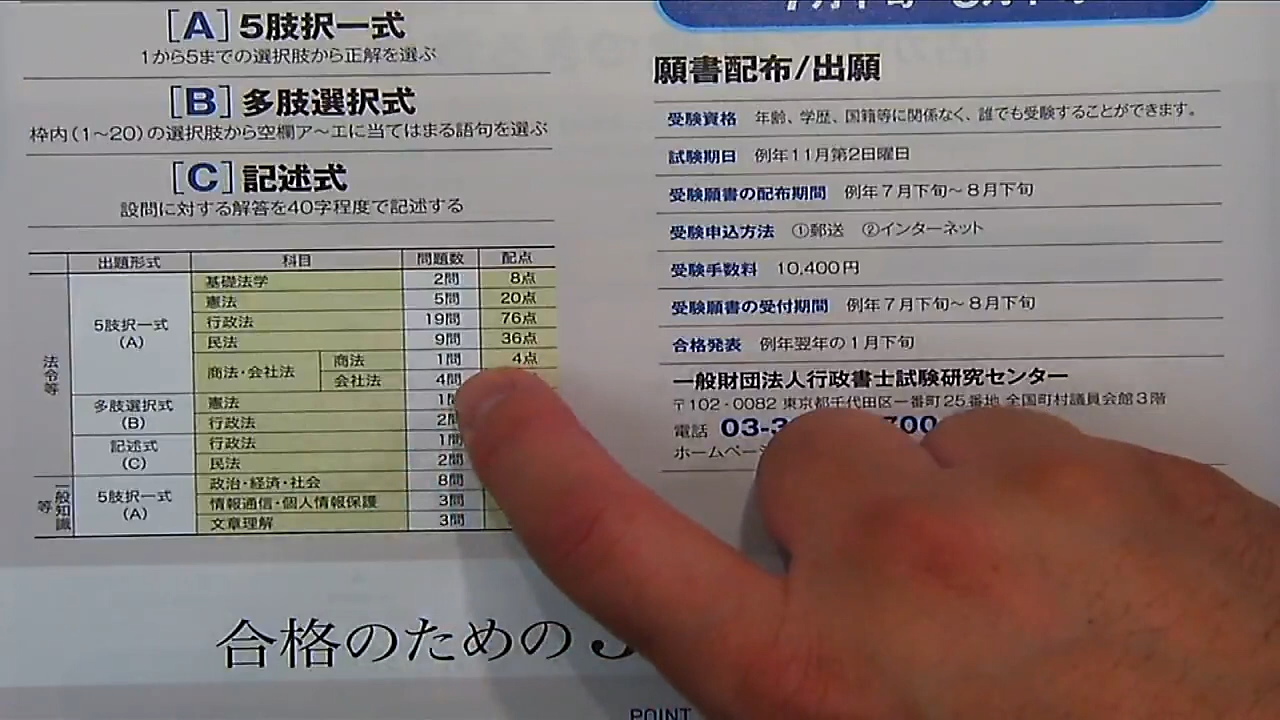 [A]5肢択一式
1から5までの選択肢から正解を選ぶ
[B]多肢選択式
枠内(1〜20)の選択肢から空欄ア〜エに当てはまる語句を選ぶ
[C]記述式
設問に対する解答を40字程度で記述する
出題形式 科目 問題数 配点
法令等
5肢択一式(A)
基礎法学 2問 8点
憲法 5問 20点
行政法 19問 76点
民法 9問 36点
商法・会社法
商法 1問 4点
会社法 4問
多肢選択式(B)
憲法 1問
行政法 2問
記述式(C)
行政法 1問
民法 2問
一般知識等
5肢択一式(A)
政治・経済・社会 8問
情報通信・個人情報保護 3問
文章理解 3問
合格のための
POINT
願書配布/出願
受験資格 年齢、学歴、国籍等に関係なく、誰でも受験することができます。
試験期日 例年11月第2日曜日
受験願書の配布期間 例年7月下旬〜8月下旬
受験申込方法 ①郵送 ②インターネット
受験手数料 10,400円
受験願書の受付期間 例年7月下旬〜8月下旬
合格発表 例年翌年の1月下旬
一般財団法人行政書士試験研究センター
〒102-0082 東京都千代田区一番町25番地 全国町村議員会館3階
電話 03-3 700
ホームページ